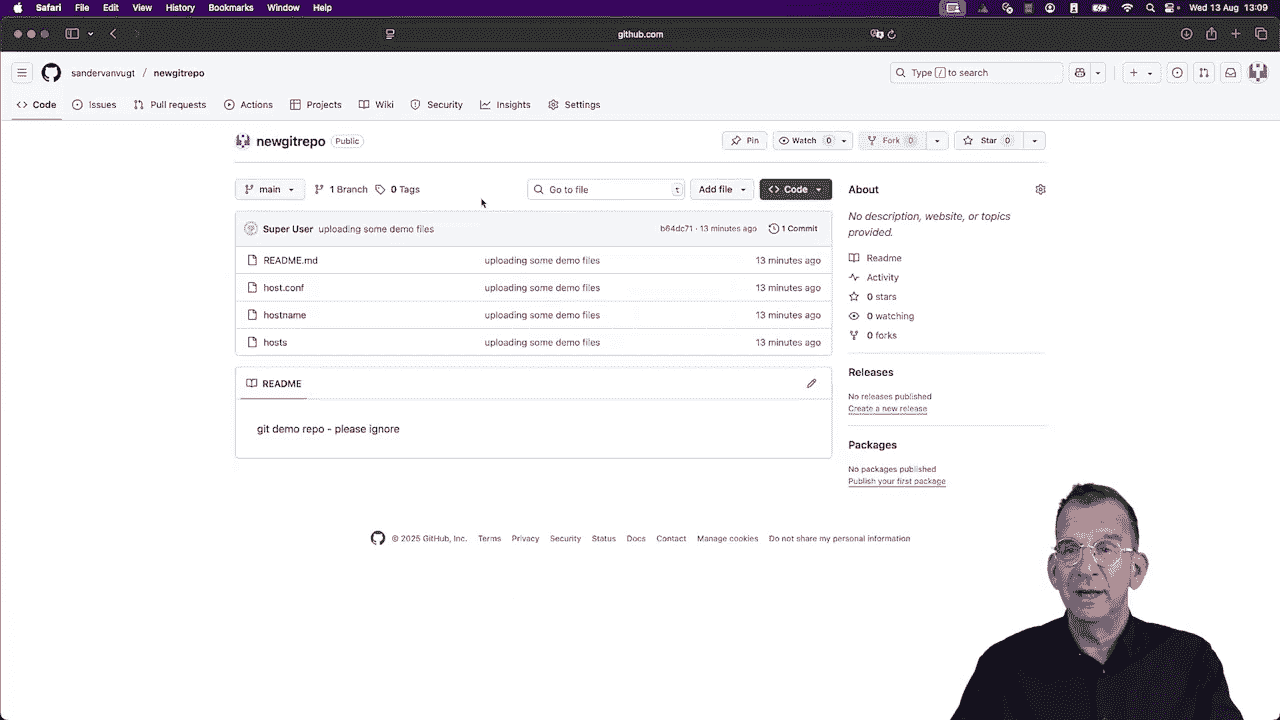 Safari File Edit View History Bookmarks Window Help Wed 13 Aug 13:09
github.com
sandervanvugt / newgitrepo Type / to search
Code Issues Pull requests Actions Projects Wiki Security Insights Settings
newgitrepo Public Pin Watch 0 Fork 0 Star 0
main 1 Branch 0 Tags Go to file t Add file Code
Super User uploading some demo files b64dc71 · 13 minutes ago 1 Commit
README.md uploading some demo files 13 minutes ago
host.conf uploading some demo files 13 minutes ago
hostname uploading some demo files 13 minutes ago
hosts uploading some demo files 13 minutes ago
README
git demo repo - please ignore
About
No description, website, or topics
provided.
Readme
Activity
0 stars
0 watching
0 forks
Releases
No releases published
Create a new release
Packages
No packages published
Publish your first package
© 2025 GitHub, Inc. Terms Privacy Security Status Docs Contact Manage cookies Do not share my personal information